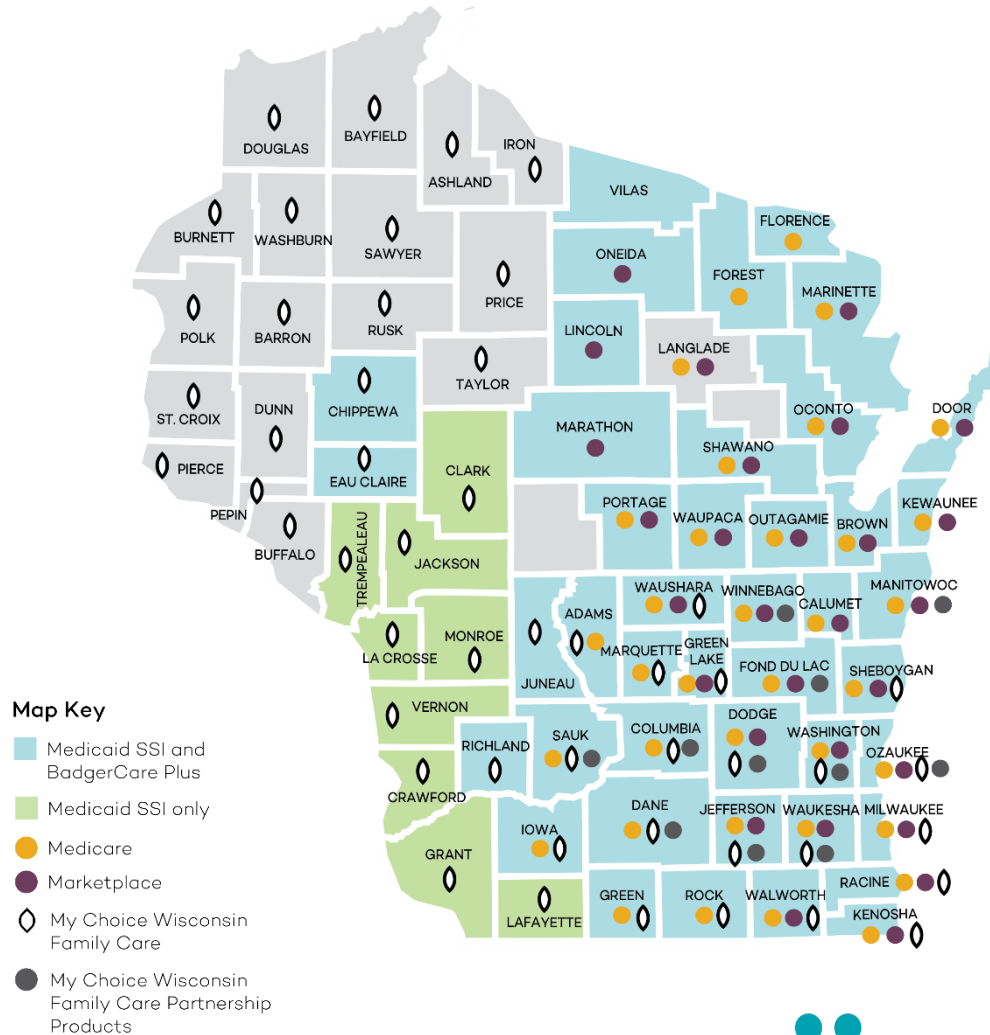 DOUGLAS
BAYFIELD
ASHLAND
IRON
VILAS
FLORENCE
BURNETT
WASHBURN
SAWYER
ONEIDA
FOREST
MARINETTE
PRICE
POLK
BARRON
RUSK
LINCOLN
LANGLADE
TAYLOR
ST. CROIX
DUNN
CHIPPEWA
OCONTO
DOOR
MARATHON
SHAWANO
PIERCE
EAU CLAIRE
CLARK
PEPIN
PORTAGE
WAUPACA
OUTAGAMIE
BROWN
KEWAUNEE
BUFFALO
TREMPEALEAU
JACKSON
WAUSHARA
WINNEBAGO
CALUMET
MANITOWOC
ADAMS
LA CROSSE
MONROE
JUNEAU
MARQUETTE
GREEN
LAKE
FOND DU LAC
SHEBOYGAN
VERNON
RICHLAND
SAUK
COLUMBIA
DODGE
WASHINGTON
OZAUKEE
CRAWFORD
IOWA
DANE
JEFFERSON
WAUKESHA
MILWAUKEE
GRANT
LAFAYETTE
GREEN
ROCK
WALWORTH
RACINE
KENOSHA
Map Key
Medicaid SSI and
BadgerCare Plus
Medicaid SSI only
Medicare
Marketplace
My Choice Wisconsin
Family Care
My Choice Wisconsin
Family Care Partnership
Products